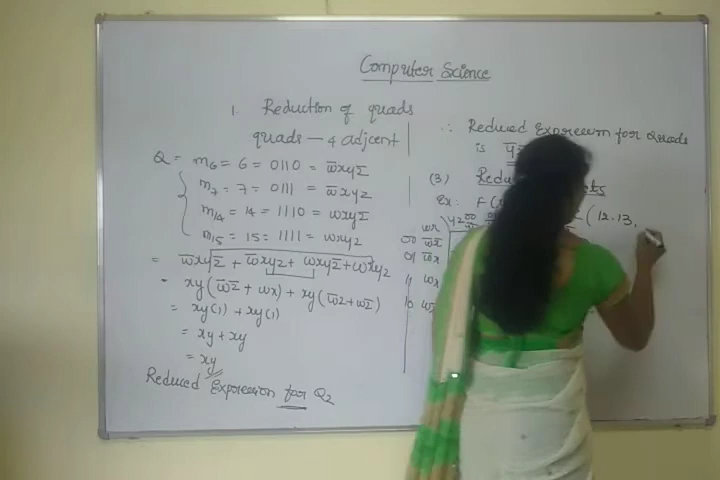 Computer Science
1. Reduction of quads
quads — 4 adjcent
Q = m6 = 6 = 0110 = w̅xyz̅
m7 = 7 = 0111 = w̅xyz
m14 = 14 = 1110 = wxyz̅
m15 = 15 = 1111 = wxyz
= w̅xyz̅ + w̅xyz + wxyz̅ + wxyz
xy(w̅z̅ + wx) + xy(w̅z + wz̅)
= xy(1) + xy(1)
= xy + xy
= xy
Reduced Expression for Q2
∴ Reduced Expression for Quads
is y̅
(3)
Ex: F(
(12,13,
yz 00
wx
00 w̅x̅
01 w̅x
11 wx
10